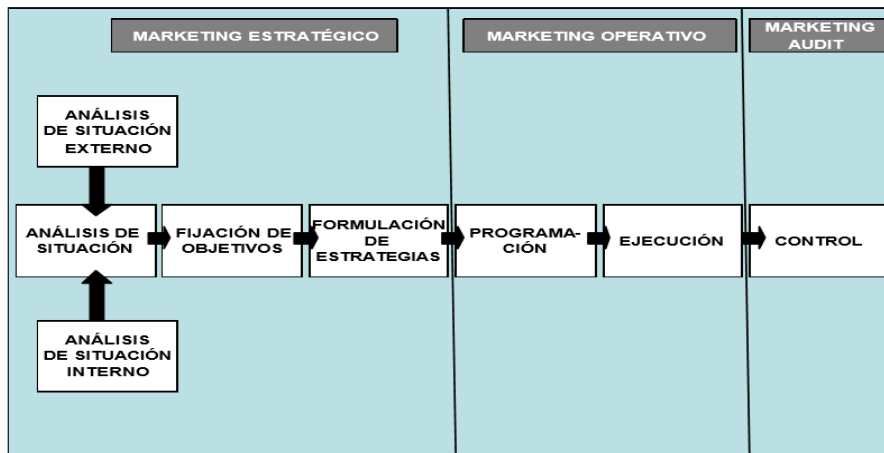 MARKETING ESTRATÉGICO
MARKETING OPERATIVO
MARKETING
AUDIT
ANÁLISIS
DE SITUACIÓN
EXTERNO
ANÁLISIS DE
SITUACIÓN
FIJACIÓN DE
OBJETIVOS
FORMULACIÓN
DE
ESTRATEGIAS
PROGRAMA-
CIÓN
EJECUCIÓN
CONTROL
ANÁLISIS
DE SITUACIÓN
INTERNO